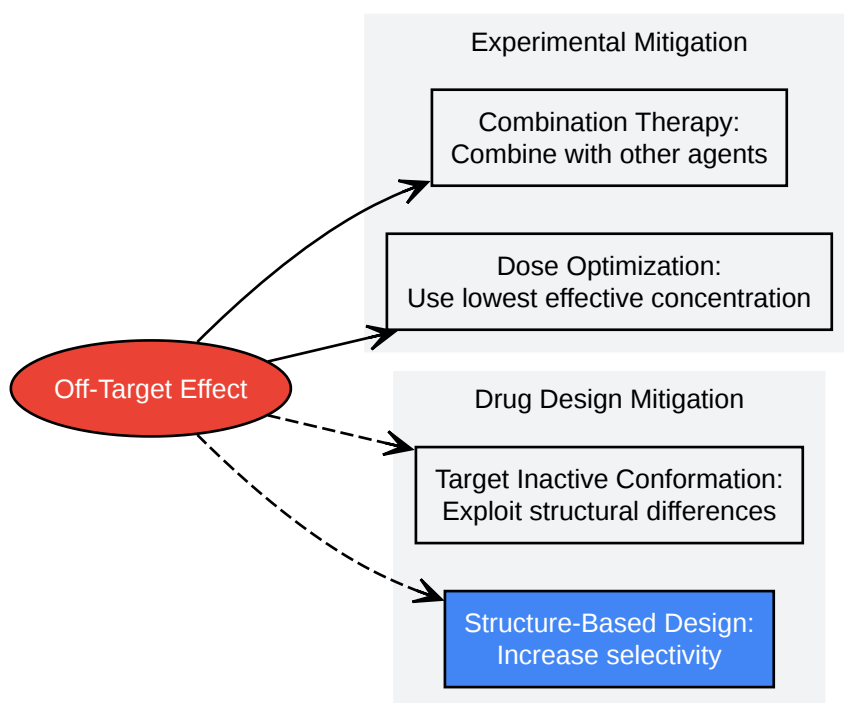 Experimental Mitigation
Combination Therapy:
Combine with other agents
Dose Optimization:
Use lowest effective concentration
Off-Target Effect
Drug Design Mitigation
Target Inactive Conformation:
Exploit structural differences
Structure-Based Design:
Increase selectivity